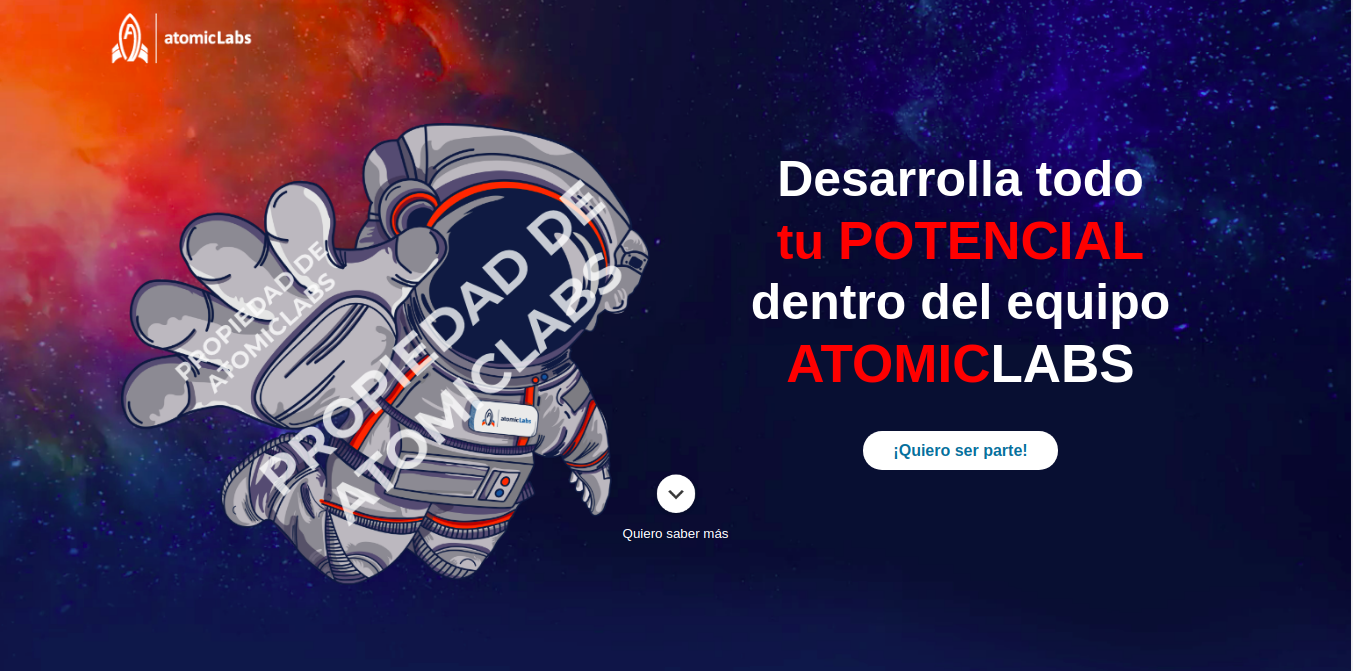 atomicLabs
Desarrolla todo
tu POTENCIAL
dentro del equipo
ATOMICLABS
¡Quiero ser parte!
PROPIEDAD DE
ATOMICLABS
PROPIEDAD DE
ATOMICLABS
atomicLabs
Quiero saber más